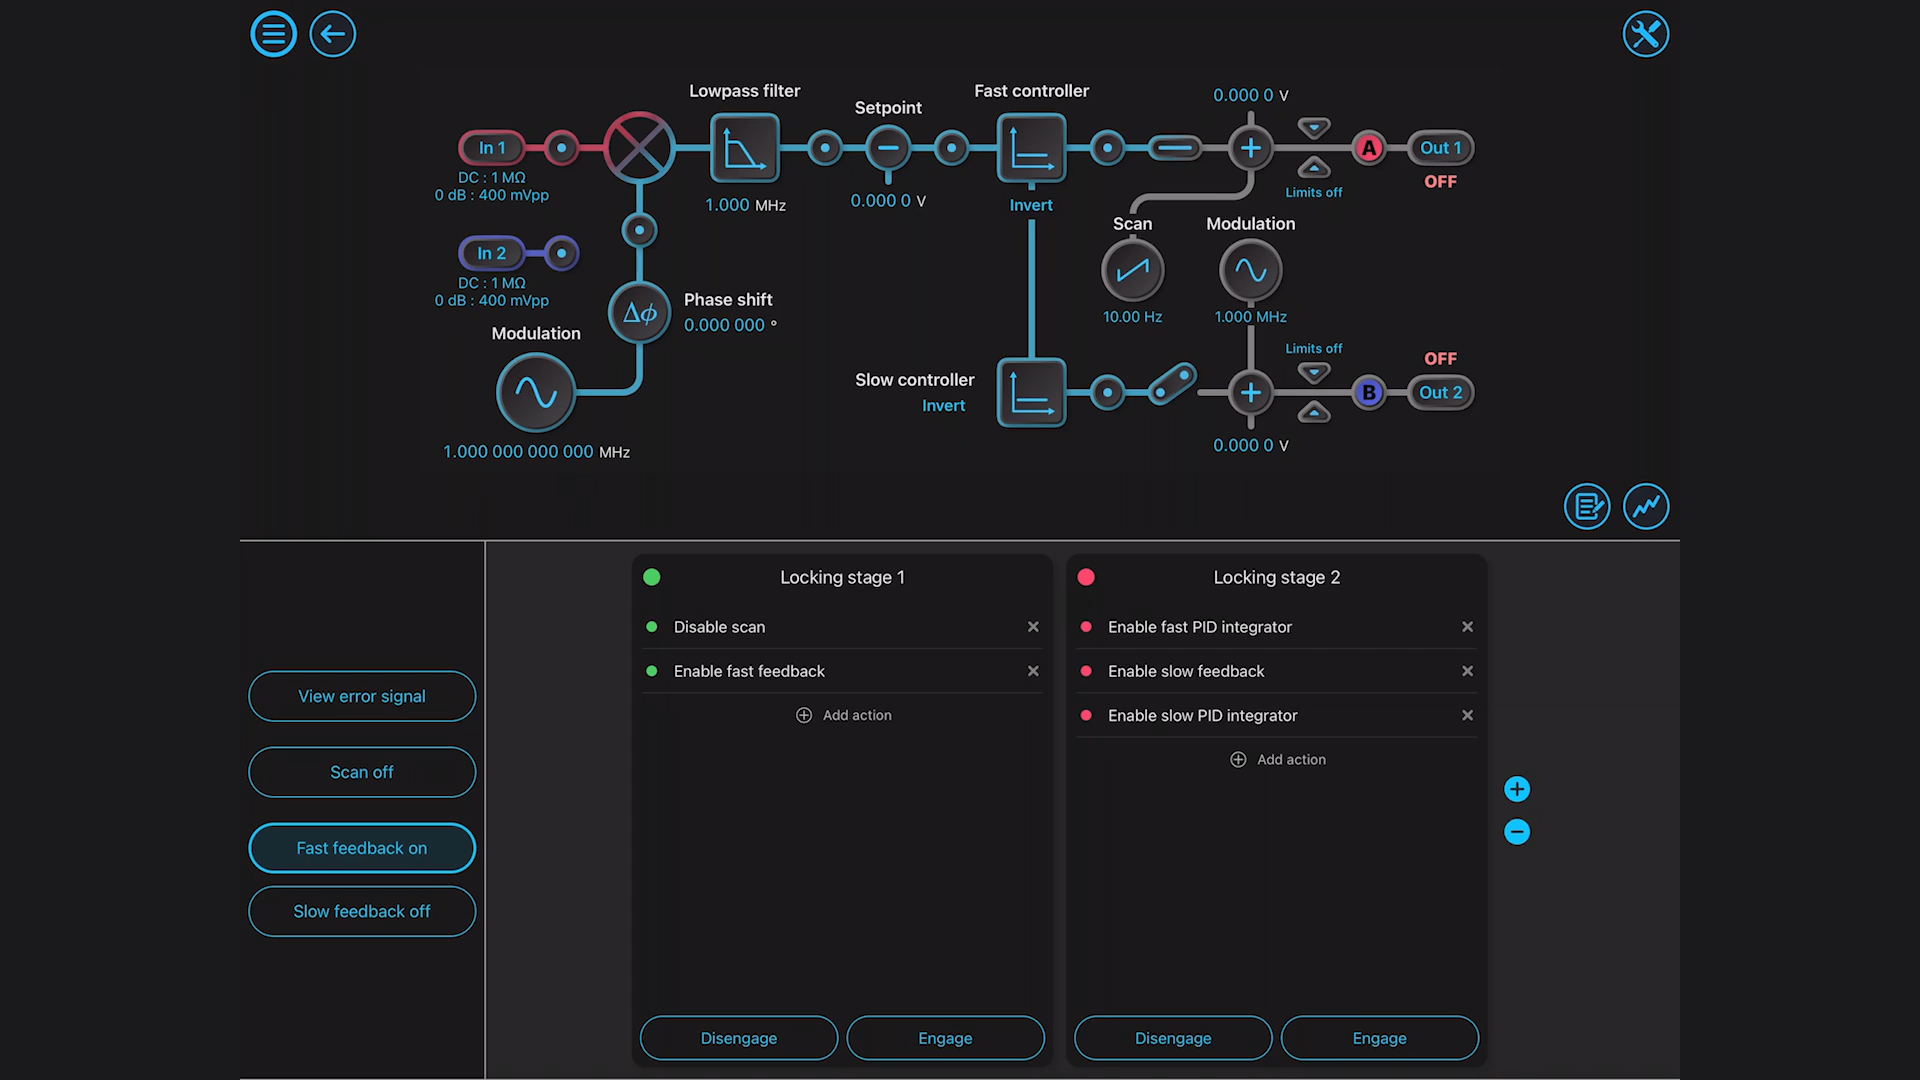 Lowpass filter
Setpoint
Fast controller
0.000 0 V
In 1
DC : 1 MΩ
0 dB : 400 mVpp
1.000 MHz
0.000 0 V
Invert
A
Out 1
OFF
Limits off
Scan
Modulation
In 2
DC : 1 MΩ
0 dB : 400 mVpp
Δϕ
Phase shift
0.000 000 °
10.00 Hz
1.000 MHz
Modulation
Limits off
OFF
Slow controller
Invert
B
Out 2
0.000 0 V
1.000 000 000 000 MHz
Locking stage 1
Disable scan
Enable fast feedback
Add action
Disengage
Engage
Locking stage 2
Enable fast PID integrator
Enable slow feedback
Enable slow PID integrator
Add action
Disengage
Engage
View error signal
Scan off
Fast feedback on
Slow feedback off